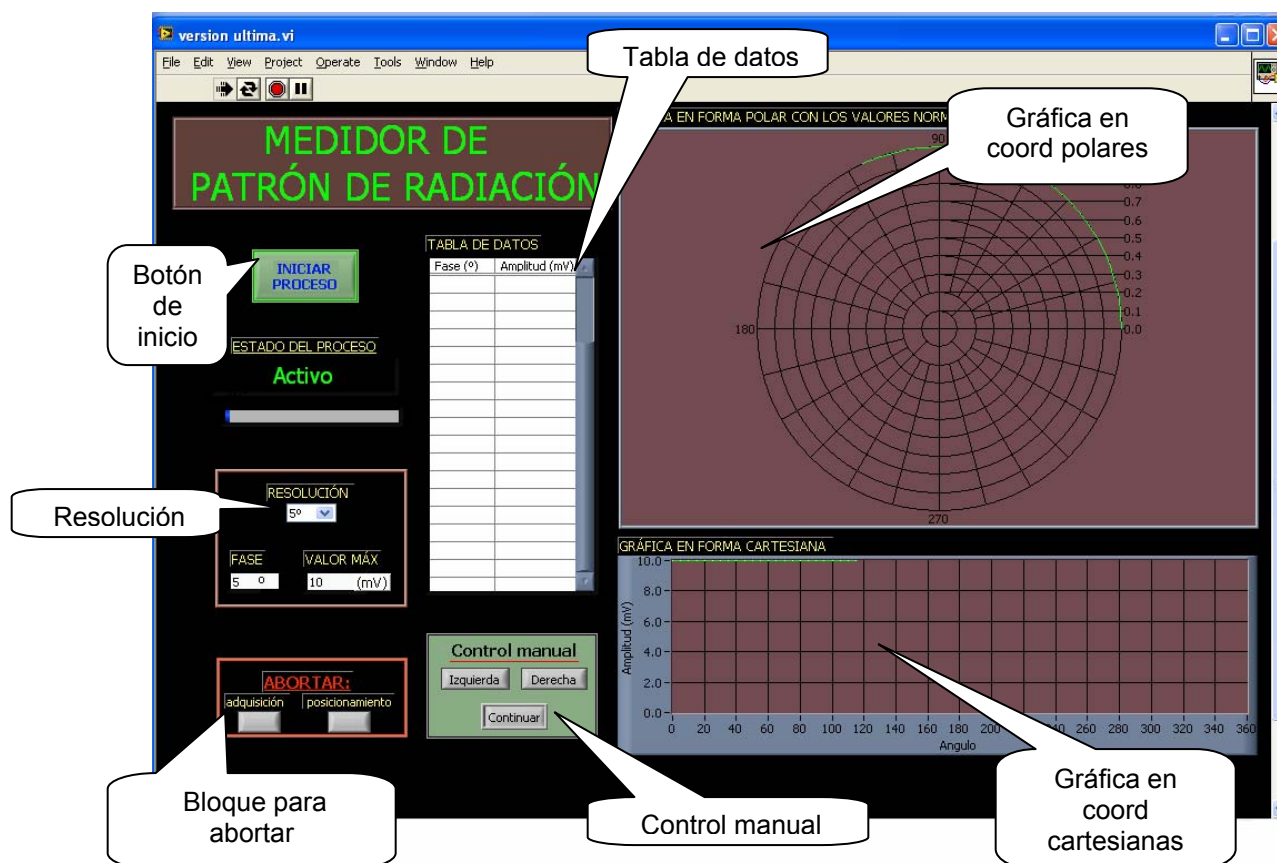 version ultima.vi
File Edit View Project Operate Tools Window Help
Tabla de datos
MEDIDOR DE
PATRÓN DE RADIACIÓN
EN FORMA POLAR CON LOS VALORES
Gráfica en
coord polares
90
0.7
0.6
0.5
0.4
0.3
0.2
0.1
0.0
180
270
Botón
de
inicio
INICIAR
PROCESO
TABLA DE DATOS
Fase (º) Amplitud (mV)
ESTADO DEL PROCESO
Activo
Resolución
RESOLUCIÓN
5º
FASE VALOR MÁX
5 º 10 (mV)
ABORTAR:
adquisición posicionamiento
Bloque para
abortar
Control manual
Izquierda Derecha
Continuar
Control manual
GRÁFICA EN FORMA CARTESIANA
10.0
8.0
6.0
4.0
2.0
0.0
Amplitud (mV)
0 20 40 60 80 100 120 140 160 180 260 280 300 320 340 360
Angulo
Gráfica en
coord
cartesianas